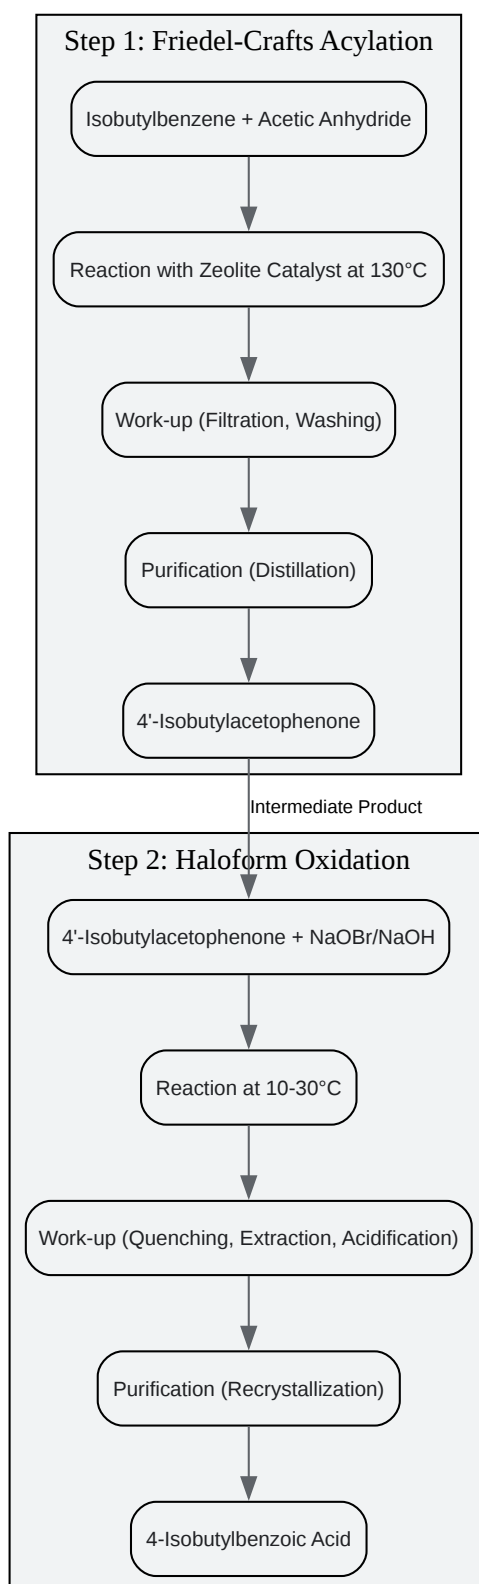 Step 1: Friedel-Crafts Acylation
Isobutylbenzene + Acetic Anhydride
Reaction with Zeolite Catalyst at 130°C
Work-up (Filtration, Washing)
Purification (Distillation)
4'-Isobutylacetophenone
Intermediate Product
Step 2: Haloform Oxidation
4'-Isobutylacetophenone + NaOBr/NaOH
Reaction at 10-30°C
Work-up (Quenching, Extraction, Acidification)
Purification (Recrystallization)
4-Isobutylbenzoic Acid